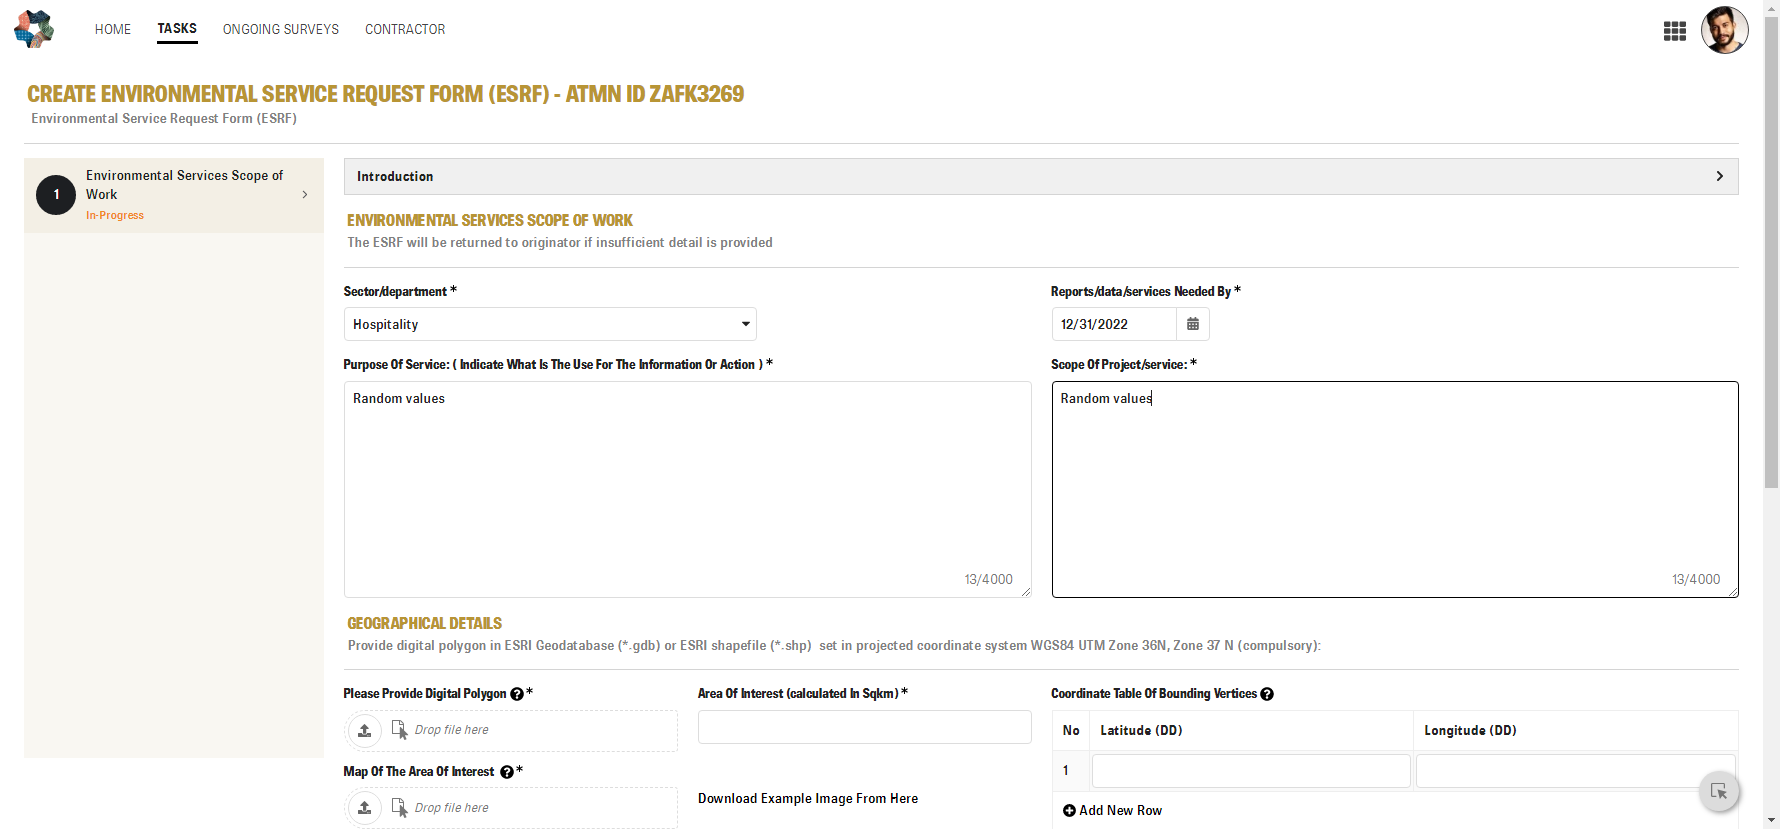 HOME TASKS ONGOING SURVEYS CONTRACTOR
CREATE ENVIRONMENTAL SERVICE REQUEST FORM (ESRF) - ATMN ID ZAFK3269
Environmental Service Request Form (ESRF)
1
Environmental Services Scope of
Work
In-Progress
Introduction
ENVIRONMENTAL SERVICES SCOPE OF WORK
The ESRF will be returned to originator if insufficient detail is provided
Sector/department *
Hospitality
Reports/data/services Needed By *
12/31/2022
Purpose Of Service: ( Indicate What Is The Use For The Information Or Action ) *
Random values
13/4000
Scope Of Project/service: *
Random values
13/4000
GEOGRAPHICAL DETAILS
Provide digital polygon in ESRI Geodatabase (*.gdb) or ESRI shapefile (*.shp) set in projected coordinate system WGS84 UTM Zone 36N, Zone 37 N (compulsory):
Please Provide Digital Polygon ? *
Drop file here
Area Of Interest (calculated In Sqkm) *
Coordinate Table Of Bounding Vertices ?
No Latitude (DD) Longitude (DD)
1
Add New Row
Map Of The Area Of Interest ? *
Drop file here
Download Example Image From Here